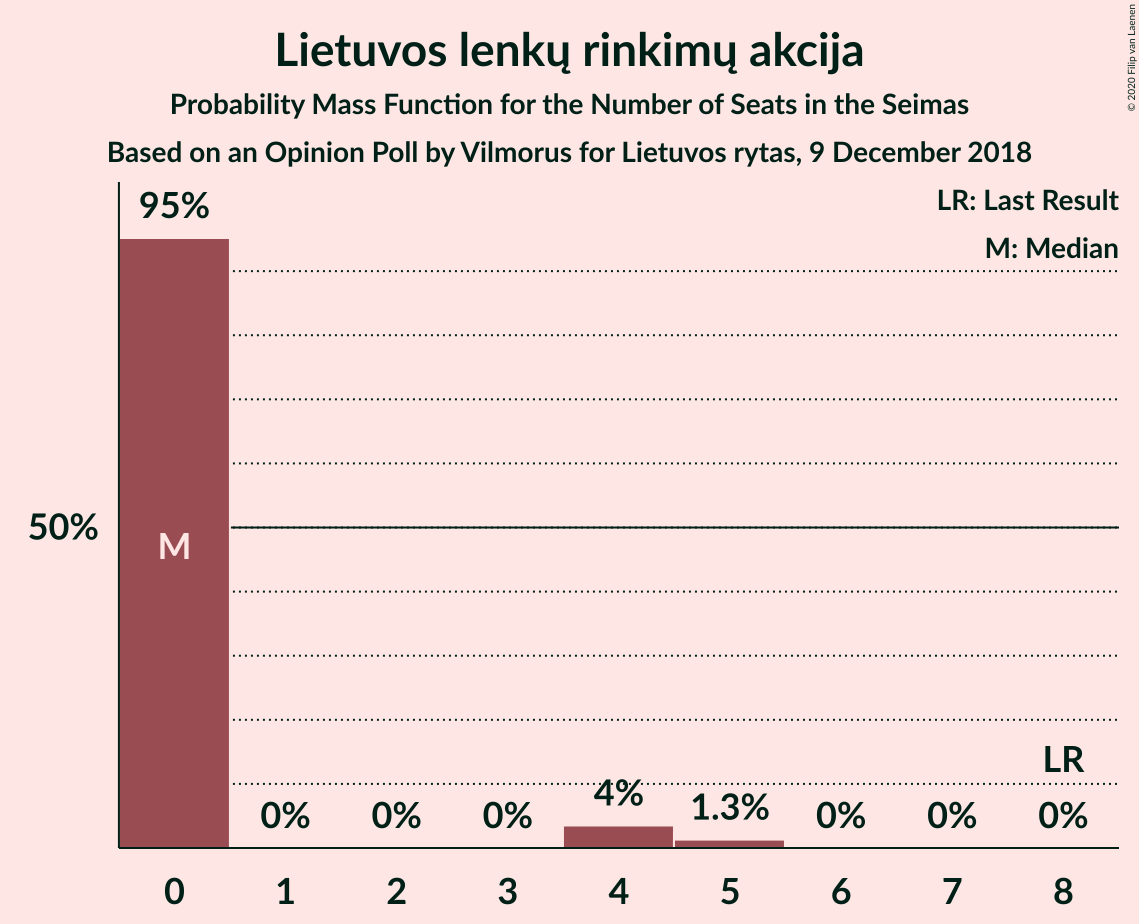 Lietuvos lenkų rinkimų akcija
Probability Mass Function for the Number of Seats in the Seimas
Based on an Opinion Poll by Vilmorus for Lietuvos rytas, 9 December 2018
© 2020 Filip van Laenen
LR: Last Result
M: Median
95%
50%
M
LR
0% 0% 0% 4% 1.3% 0% 0% 0%
0 1 2 3 4 5 6 7 8